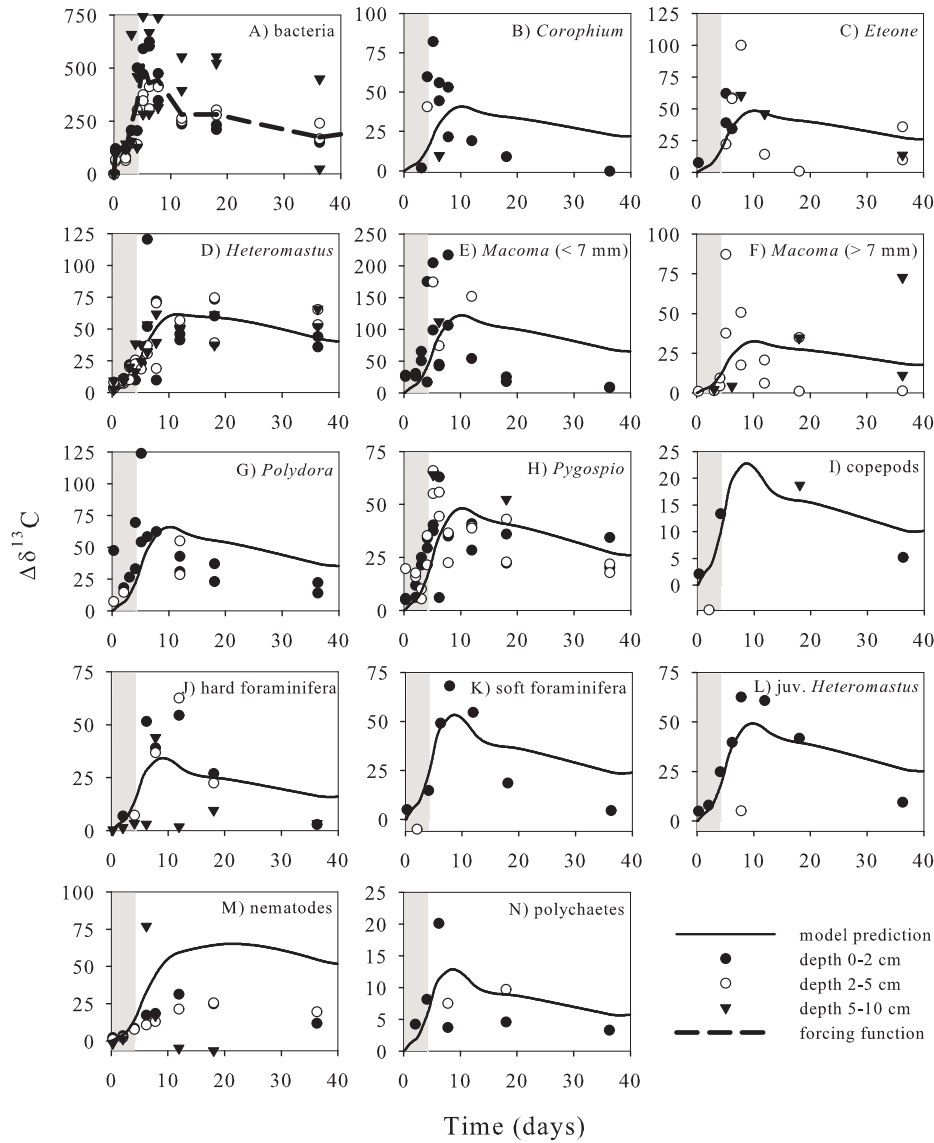 A) bacteria
750
500
250
0
0 10 20 30 40
B) Corophium
100
75
50
25
0
0 10 20 30 40
C) Eteone
125
100
75
50
25
0
0 10 20 30 40
D) Heteromastus
125
100
75
50
25
0
0 10 20 30 40
E) Macoma (< 7 mm)
250
200
150
100
50
0
0 10 20 30 40
F) Macoma (> 7 mm)
100
75
50
25
0
0 10 20 30 40
G) Polydora
125
100
75
50
25
0
0 10 20 30 40
H) Pygospio
75
50
25
0
0 10 20 30 40
I) copepods
25
20
15
10
5
0
0 10 20 30 40
Δδ13C
J) hard foraminifera
75
50
25
0
0 10 20 30 40
K) soft foraminifera
75
50
25
0
0 10 20 30 40
L) juv. Heteromastus
75
50
25
0
0 10 20 30 40
M) nematodes
100
75
50
25
0
0 10 20 30 40
N) polychaetes
25
20
15
10
5
0
0 10 20 30 40
model prediction
depth 0-2 cm
depth 2-5 cm
depth 5-10 cm
forcing function
Time (days)